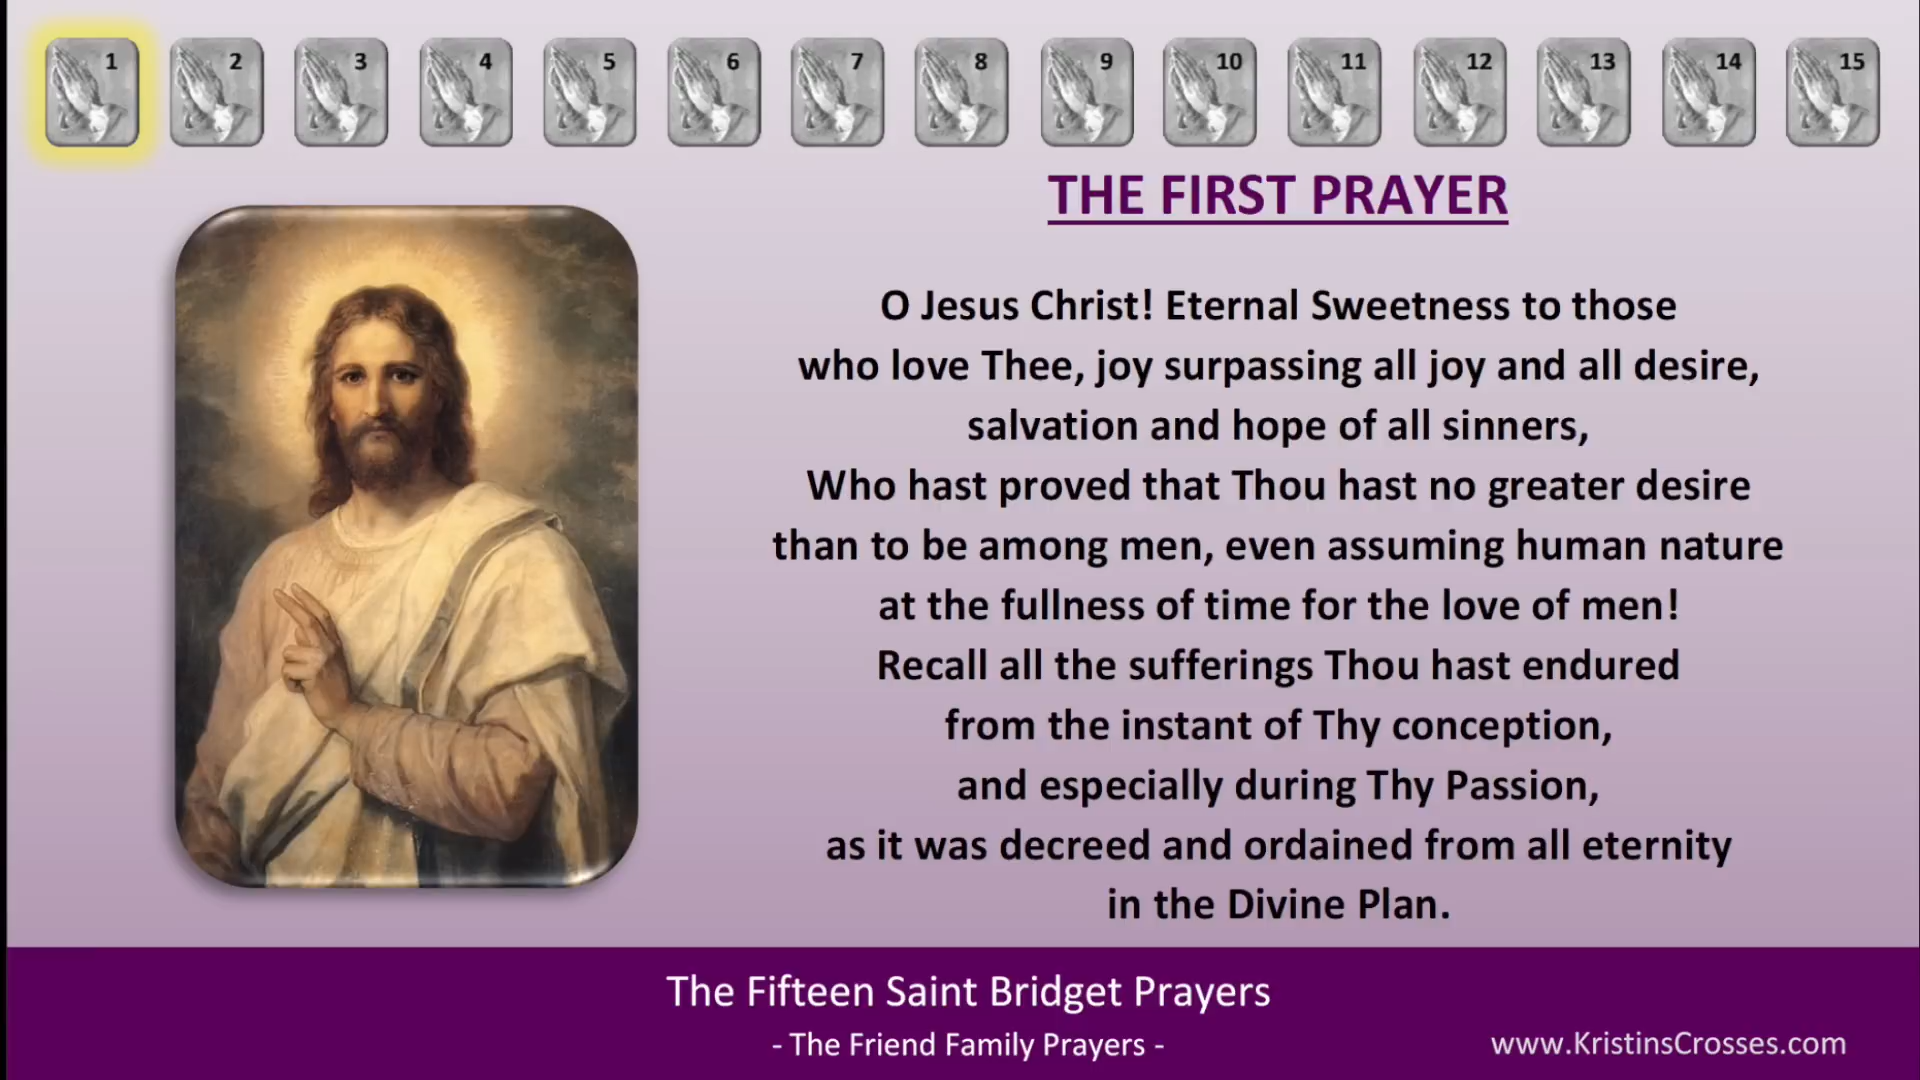 1 2 3 4 5 6 7 8 9 10 11 12 13 14 15
THE FIRST PRAYER
O Jesus Christ! Eternal Sweetness to those
who love Thee, joy surpassing all joy and all desire,
salvation and hope of all sinners,
Who hast proved that Thou hast no greater desire
than to be among men, even assuming human nature
at the fullness of time for the love of men!
Recall all the sufferings Thou hast endured
from the instant of Thy conception,
and especially during Thy Passion,
as it was decreed and ordained from all eternity
in the Divine Plan.
The Fifteen Saint Bridget Prayers
- The Friend Family Prayers -
www.KristinsCrosses.com